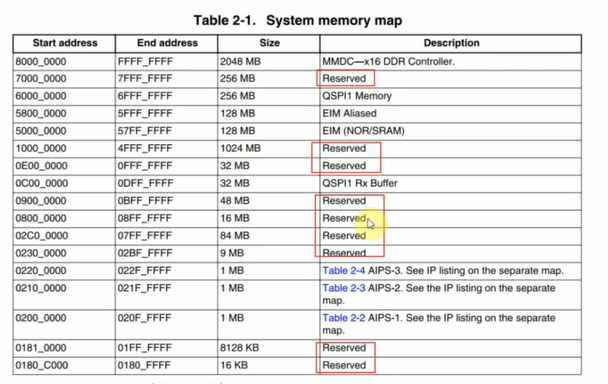 Table 2-1. System memory map
Start address End address Size Description
8000_0000 FFFF_FFFF 2048 MB MMDC—x16 DDR Controller.
7000_0000 7FFF_FFFF 256 MB Reserved
6000_0000 6FFF_FFFF 256 MB QSPI1 Memory
5800_0000 5FFF_FFFF 128 MB EIM Aliased
5000_0000 57FF_FFFF 128 MB EIM (NOR/SRAM)
1000_0000 4FFF_FFFF 1024 MB Reserved
0E00_0000 0FFF_FFFF 32 MB Reserved
0C00_0000 0DFF_FFFF 32 MB QSPI1 Rx Buffer
0900_0000 0BFF_FFFF 48 MB Reserved
0800_0000 08FF_FFFF 16 MB Reserved
02C0_0000 07FF_FFFF 84 MB Reserved
0230_0000 02BF_FFFF 9 MB Reserved
0220_0000 022F_FFFF 1 MB Table 2-4 AIPS-3. See IP listing on the separate map.
0210_0000 021F_FFFF 1 MB Table 2-3 AIPS-2. See the IP listing on the separate
map.
0200_0000 020F_FFFF 1 MB Table 2-2 AIPS-1. See the IP listing on the separate
map.
0181_0000 01FF_FFFF 8128 KB Reserved
0180_C000 0180_FFFF 16 KB Reserved